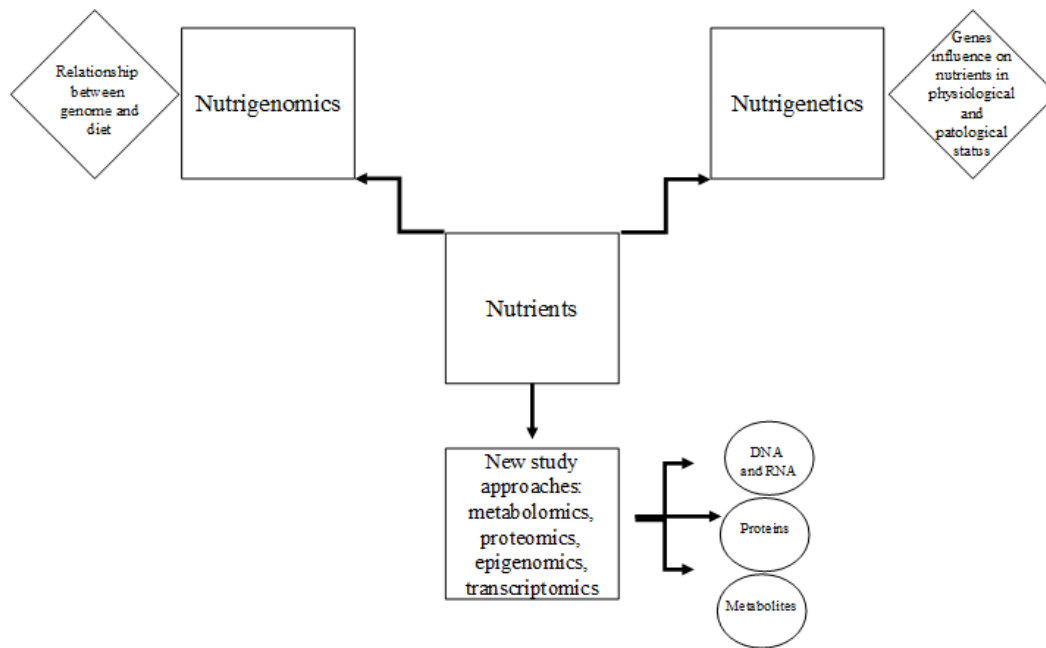 Relationship
between
genome and
diet
Nutrigenomics
Nutrigenetics
Genes
influence on
nutrients in
physiological
and
patological
status
Nutrients
New study
approaches:
metabolomics,
proteomics,
epigenomics,
transcriptomics
DNA
and RNA
Proteins
Metabolites